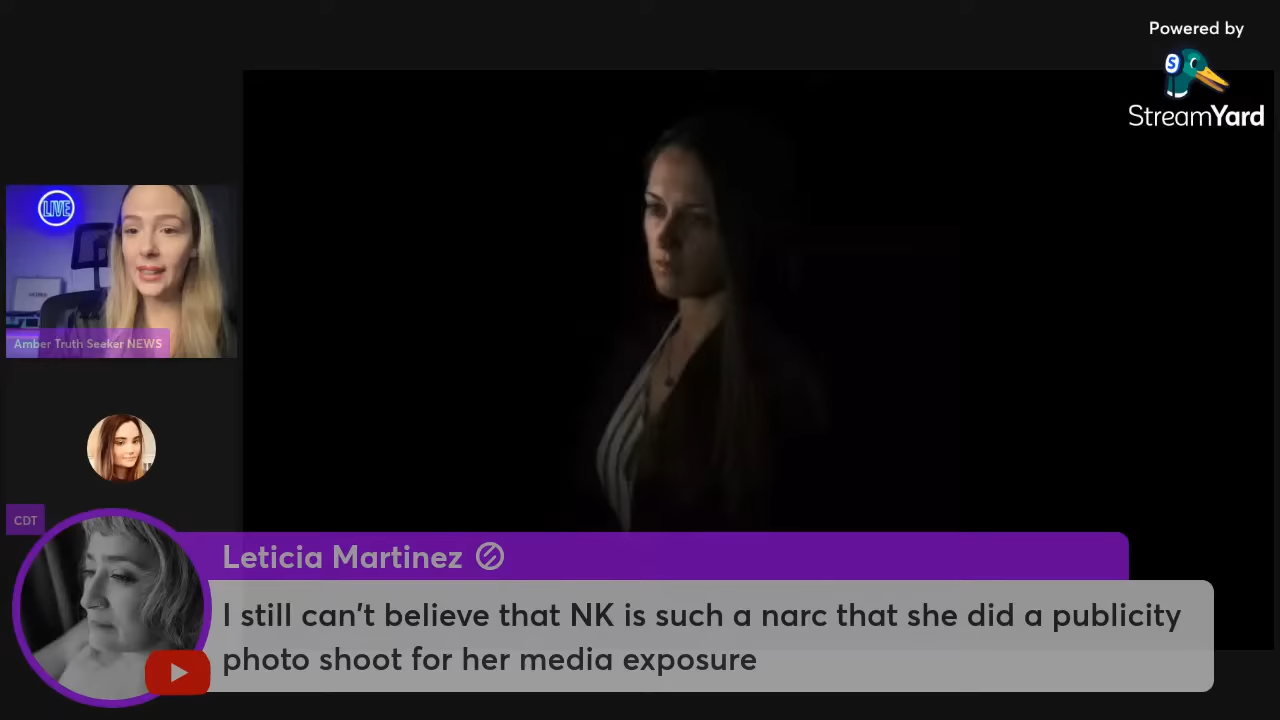 Powered by
StreamYard
LIVE
Amber Truth Seeker NEWS
CDT
Leticia Martinez
I still can't believe that NK is such a narc that she did a publicity
photo shoot for her media exposure